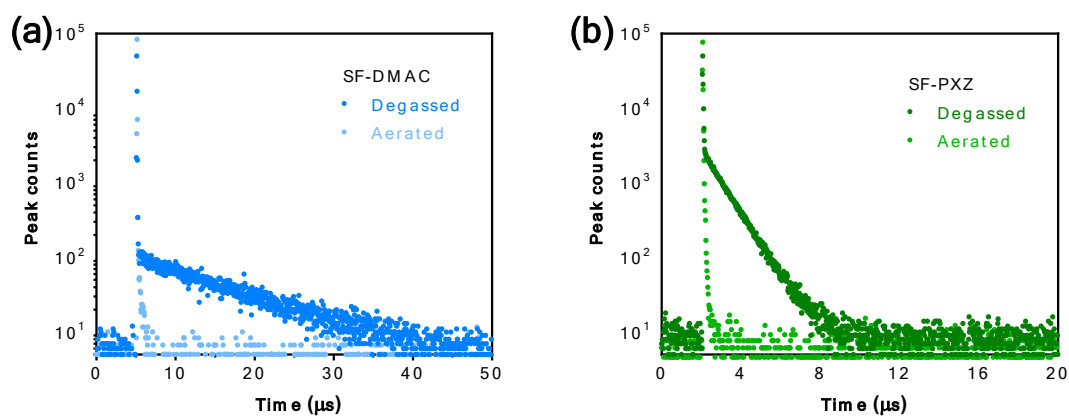 (a)
SF-DMAC
Degassed
Aerated
Peak counts
10^5
10^4
10^3
10^2
10^1
0 10 20 30 40 50
Time (μs)
(b)
SF-PXZ
Degassed
Aerated
Peak counts
10^5
10^4
10^3
10^2
10^1
0 4 8 12 16 20
Time (μs)